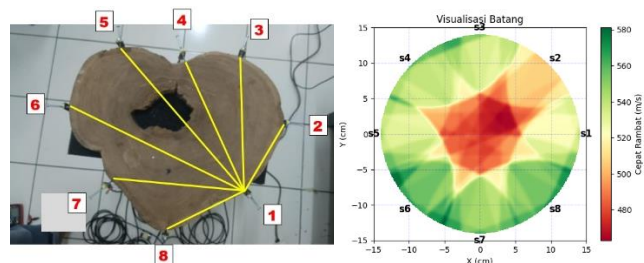 5
4
3
6
2
7
1
8
Visualisasi Batang
s3
s4
s2
s5
s1
s6
s8
s7
Y (cm)
15
10
5
0
−5
−10
−15
−15
−10
−5
0
5
10
15
X (cm)
580
560
540
520
500
480
Cepat Rambat (m/s)